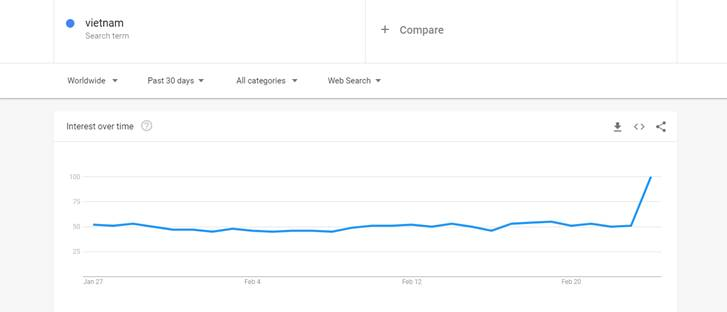 vietnam
Search term
+ Compare
Worldwide
Past 30 days
All categories
Web Search
Interest over time
?
100
75
50
25
Jan 27
Feb 4
Feb 12
Feb 20